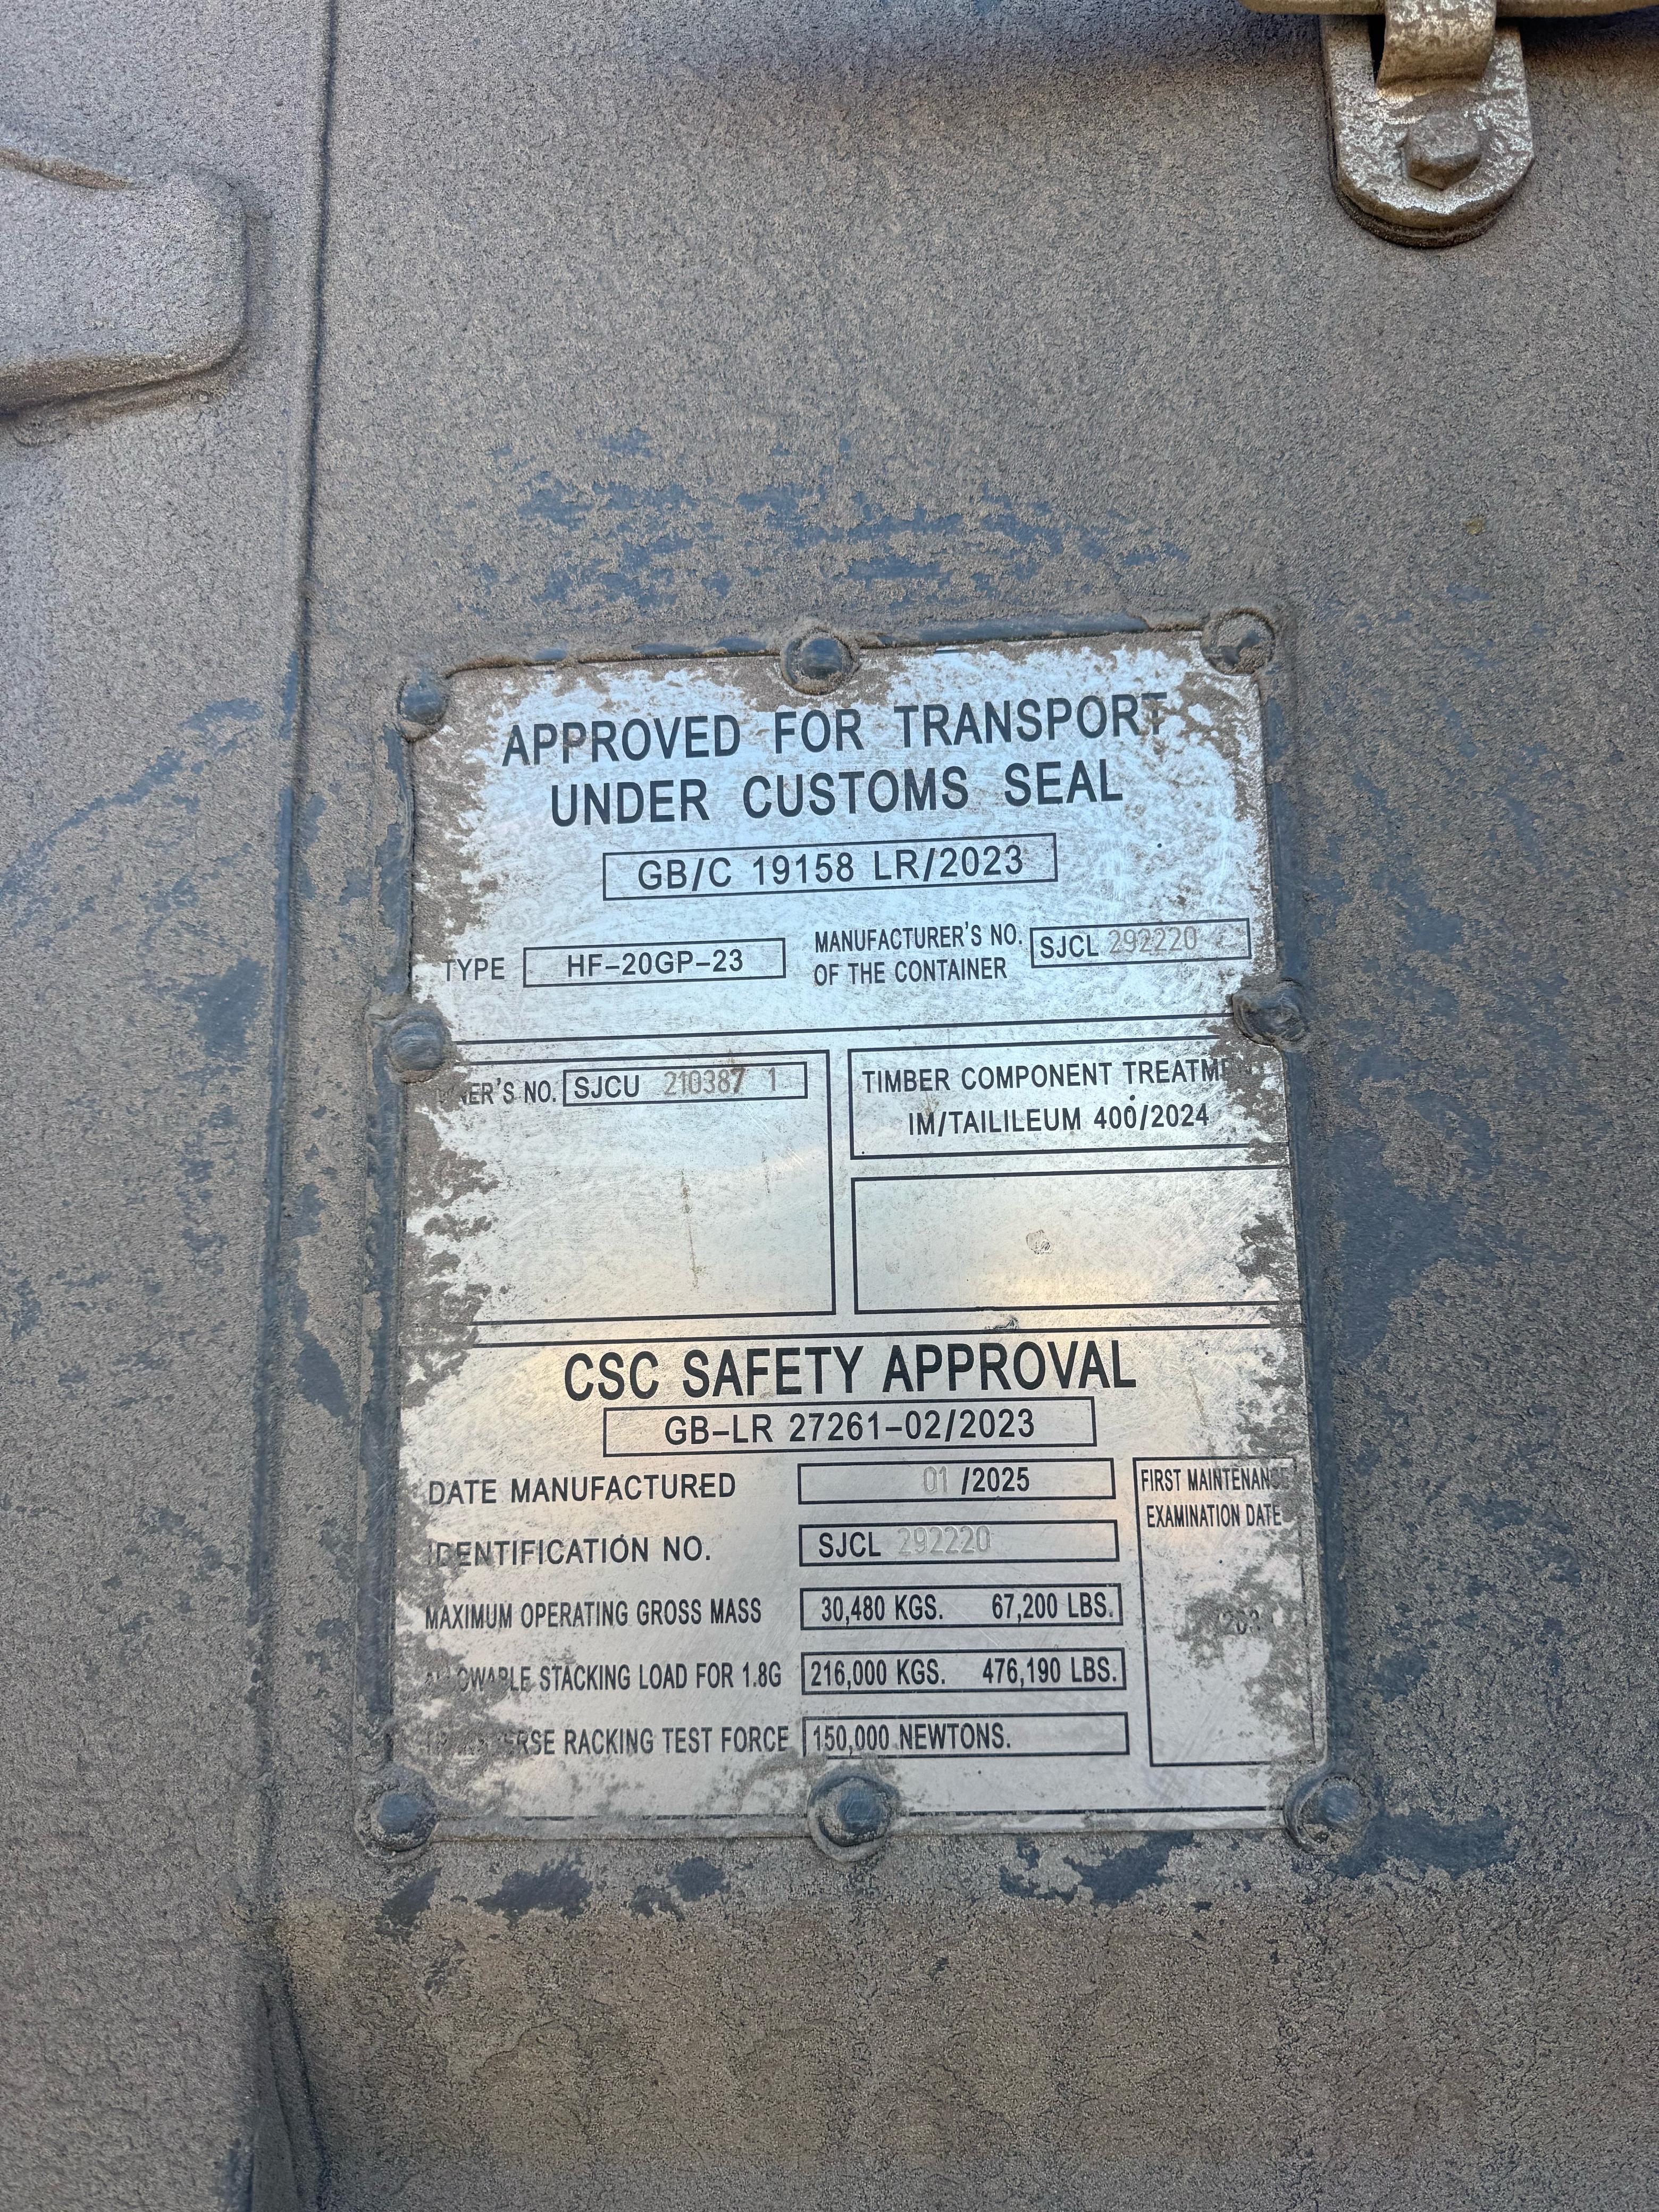 APPROVED FOR TRANSPORT
UNDER CUSTOMS SEAL
GB/C 19158 LR/2023
TYPE HF-20GP-23
MANUFACTURER'S NO.
OF THE CONTAINER
SJCL 292220
NO. SJCU 210387 1
TIMBER COMPONENT
IM/TAILILEUM 400/2024
CSC SAFETY APPROVAL
GB-LR 27261-02/2023
DATE MANUFACTURED 01 /2025
IDENTIFICATION NO. SJCL 292220
MAXIMUM OPERATING GROSS MASS 30,480 KGS. 67,200 LBS.
STACKING LOAD FOR 1.8G 216,000 KGS. 476,190 LBS.
RACKING TEST FORCE 150,000 NEWTONS.
FIRST MAINTENANCE
EXAMINATION DATE